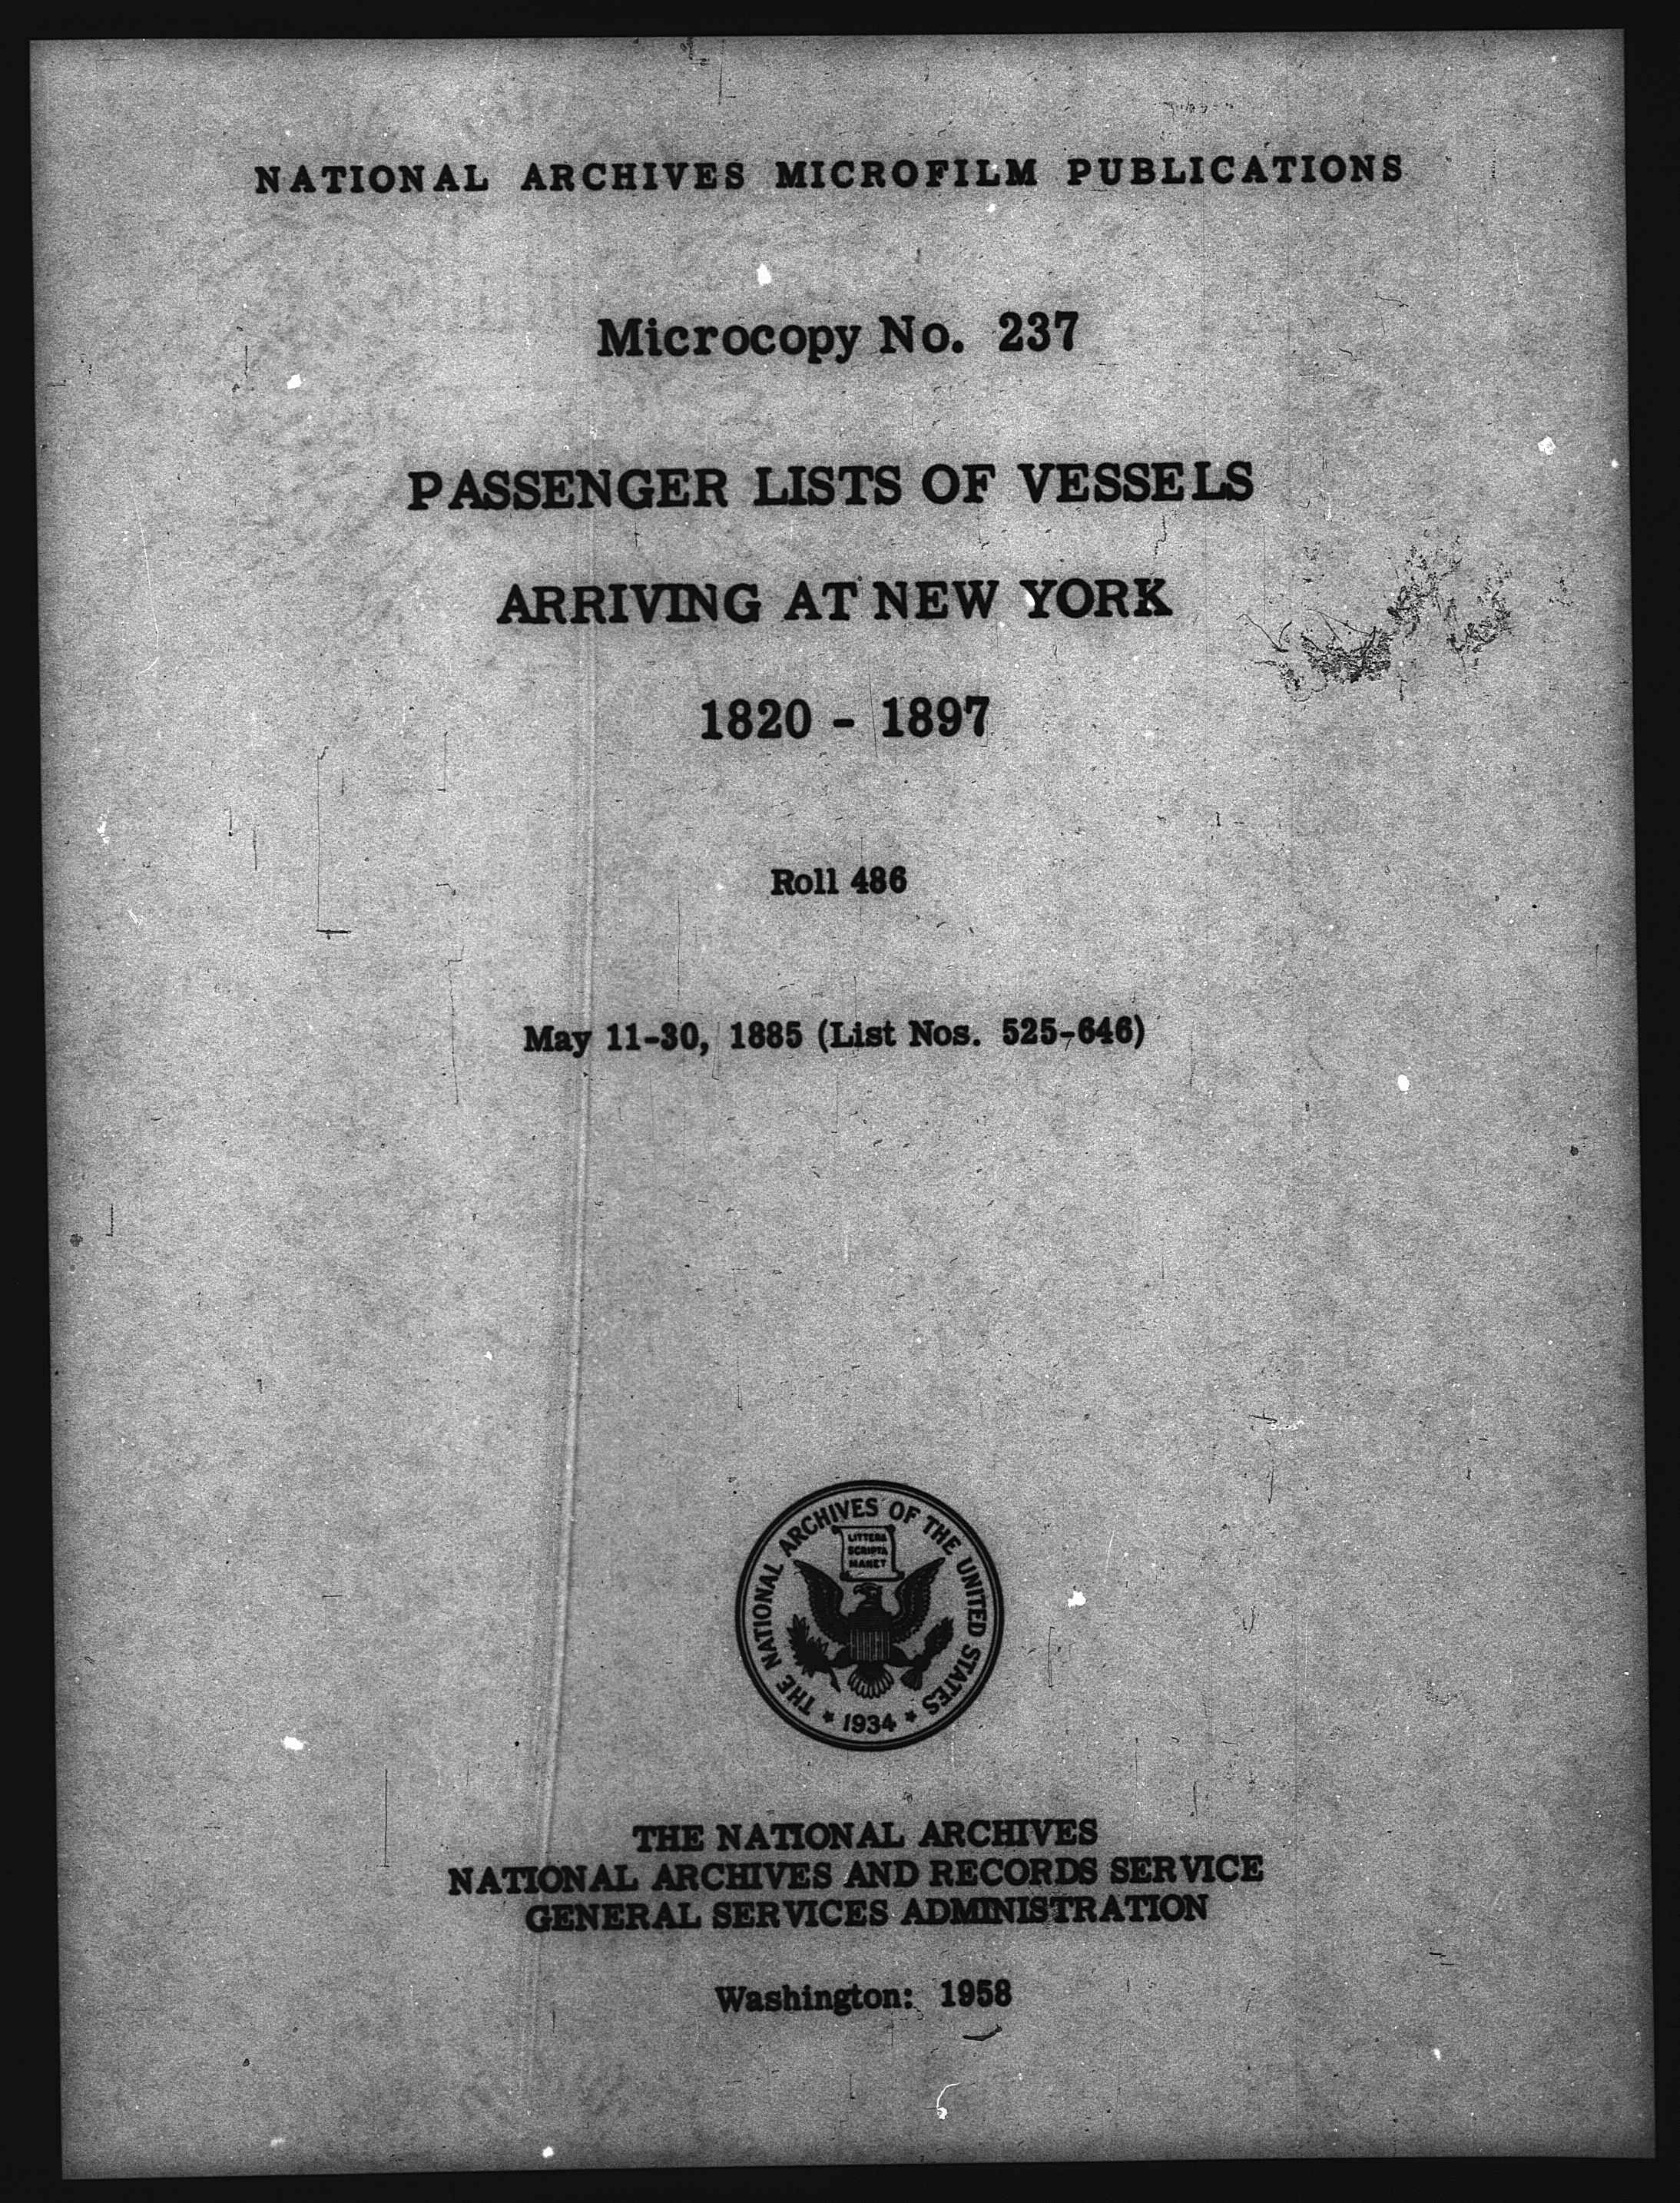 NATIONAL ARCHIVES MICROFILM PUBLICATIONS
Microcopy No. 237
PASSENGER LISTS OF VESSELS
ARRIVING AT NEW YORK
1820 - 1897
Roll 486
May 11-30, 1885 (List Nos. 525-646)
THE NATIONAL ARCHIVES OF THE UNITED STATES
LITTERA
SCRIPTA
MANET
★ 1934 ★
THE NATIONAL ARCHIVES
NATIONAL ARCHIVES AND RECORDS SERVICE
GENERAL SERVICES ADMINISTRATION
Washington: 1958